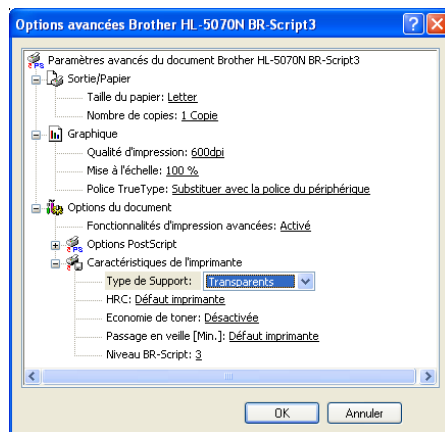 Options avancées Brother HL-5070N BR-Script3
Paramètres avancés du document Brother HL-5070N BR-Script3
Sortie/Papier
Taille du papier: Letter
Nombre de copies: 1 Copie
Graphique
Qualité d'impression: 600dpi
Mise à l'échelle: 100 %
Police TrueType: Substituer avec la police du périphérique
Options du document
Fonctionnalités d'impression avancées: Activé
Options PostScript
Caractéristiques de l'imprimante
Type de Support: Transparents
HRC: Défaut imprimante
Economie de toner: Désactivée
Passage en veille [Min.]: Défaut imprimante
Niveau BR-Script: 3
OK Annuler